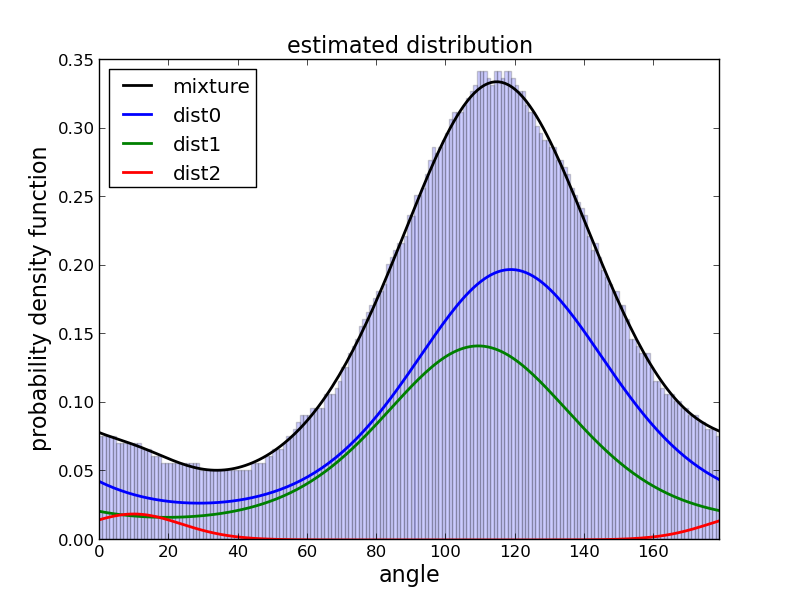 estimated distribution
mixture
dist0
dist1
dist2
probability density function
0.35
0.30
0.25
0.20
0.15
0.10
0.05
0.00
0 20 40 60 80 100 120 140 160
angle